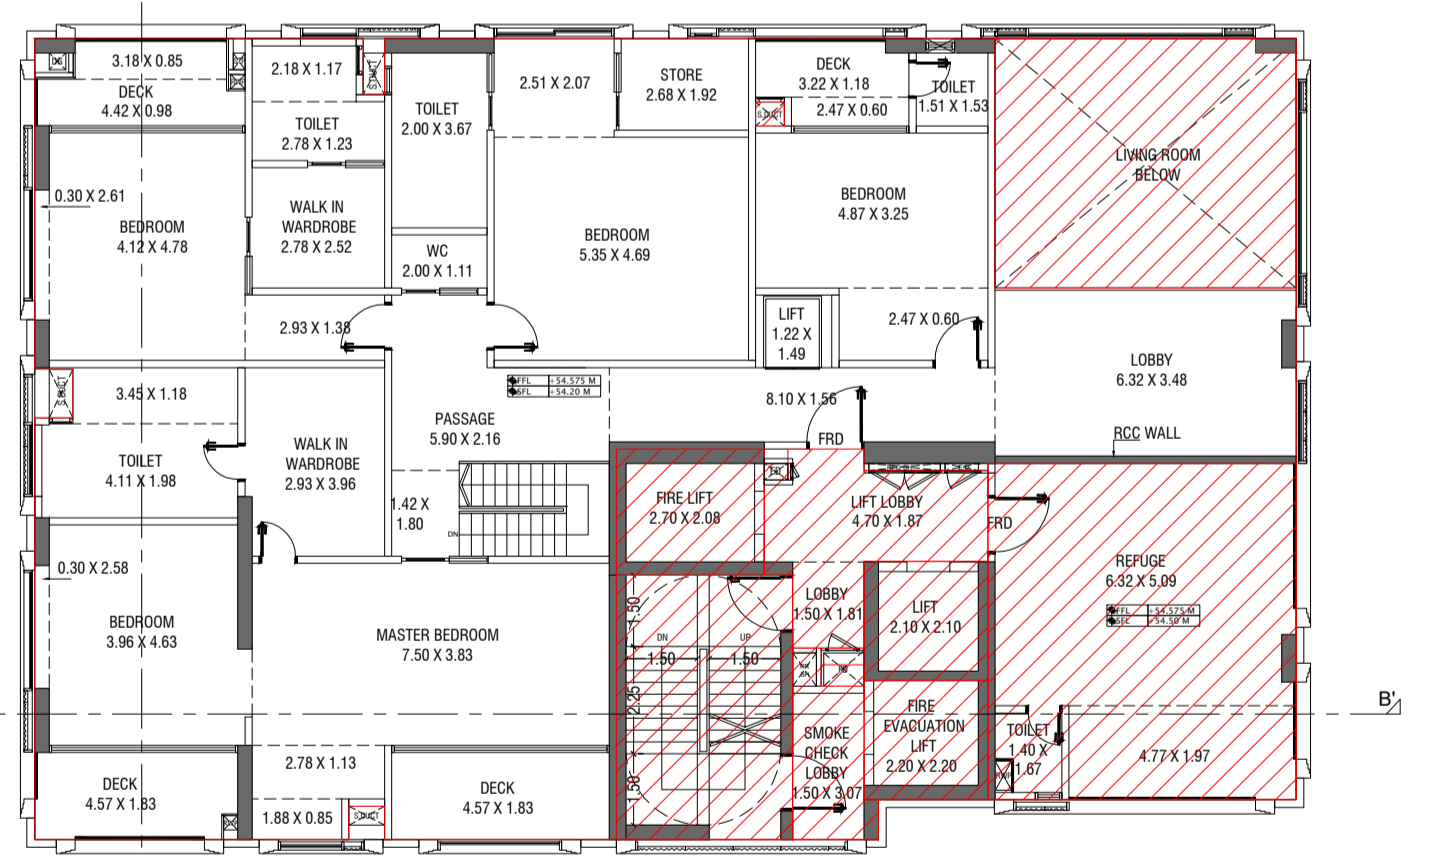 3.18 X 0.85
DECK
4.42 X 0.98
2.18 X 1.17
S.DUCT
TOILET
2.78 X 1.23
TOILET
2.00 X 3.67
2.51 X 2.07
STORE
2.68 X 1.92
DECK
3.22 X 1.18
2.47 X 0.60
S.DUCT
TOILET
1.51 X 1.53
LIVING ROOM
BELOW
0.30 X 2.61
BEDROOM
4.12 X 4.78
WALK IN
WARDROBE
2.78 X 2.52
WC
2.00 X 1.11
BEDROOM
5.35 X 4.69
BEDROOM
4.87 X 3.25
2.93 X 1.38
LIFT
1.22 X
1.49
2.47 X 0.60
LOBBY
6.32 X 3.48
S.DUCT
3.45 X 1.18
FFL +54.575 M
SFL +54.20 M
8.10 X 1.56
PASSAGE
5.90 X 2.16
FRD
RCC WALL
TOILET
4.11 X 1.98
WALK IN
WARDROBE
2.93 X 3.96
1.42 X
1.80
DN
FIRE LIFT
2.70 X 2.08
LIFT LOBBY
4.70 X 1.87
FRD
0.30 X 2.58
BEDROOM
3.96 X 4.63
MASTER BEDROOM
7.50 X 3.83
1.50
DN
UP
1.50
1.50
2.25
1.50
LOBBY
1.50 X 1.81
LIFT
2.10 X 2.10
REFUGE
6.32 X 5.09
FFL +54.575 M
SFL +54.50 M
B'
SMOKE
CHECK
LOBBY
1.50 X 3.07
FIRE
EVACUATION
LIFT
2.20 X 2.20
TOILET
1.40 X
1.67
4.77 X 1.97
DECK
4.57 X 1.83
2.78 X 1.13
1.88 X 0.85
S.DUCT
DECK
4.57 X 1.83